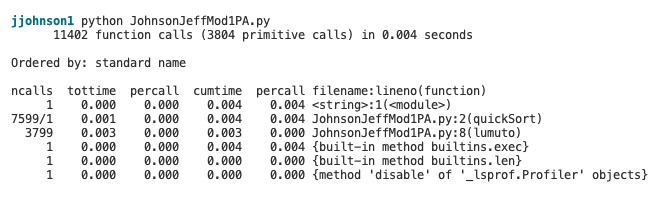 jjohnson1 python JohnsonJeffMod1PA.py
11402 function calls (3804 primitive calls) in 0.004 seconds
Ordered by: standard name
ncalls tottime percall cumtime percall filename:lineno(function)
1 0.000 0.000 0.004 0.004 <string>:1(<module>)
7599/1 0.001 0.000 0.004 0.004 JohnsonJeffMod1PA.py:2(quickSort)
3799 0.003 0.000 0.003 0.000 JohnsonJeffMod1PA.py:8(lumuto)
1 0.000 0.000 0.004 0.004 {built-in method builtins.exec}
1 0.000 0.000 0.000 0.000 {built-in method builtins.len}
1 0.000 0.000 0.000 0.000 {method 'disable' of '_lsprof.Profiler' objects}